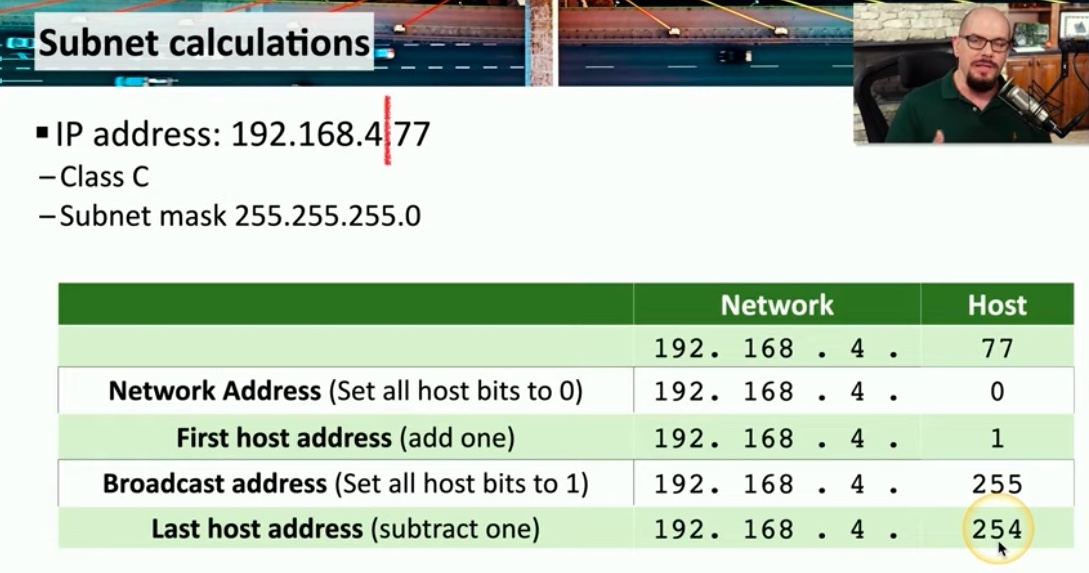 Subnet calculations
▪ IP address: 192.168.4.77
– Class C
– Subnet mask 255.255.255.0
Network Host
192. 168 . 4 . 77
Network Address (Set all host bits to 0) 192. 168 . 4 . 0
First host address (add one) 192. 168 . 4 . 1
Broadcast address (Set all host bits to 1) 192. 168 . 4 . 255
Last host address (subtract one) 192. 168 . 4 . 254